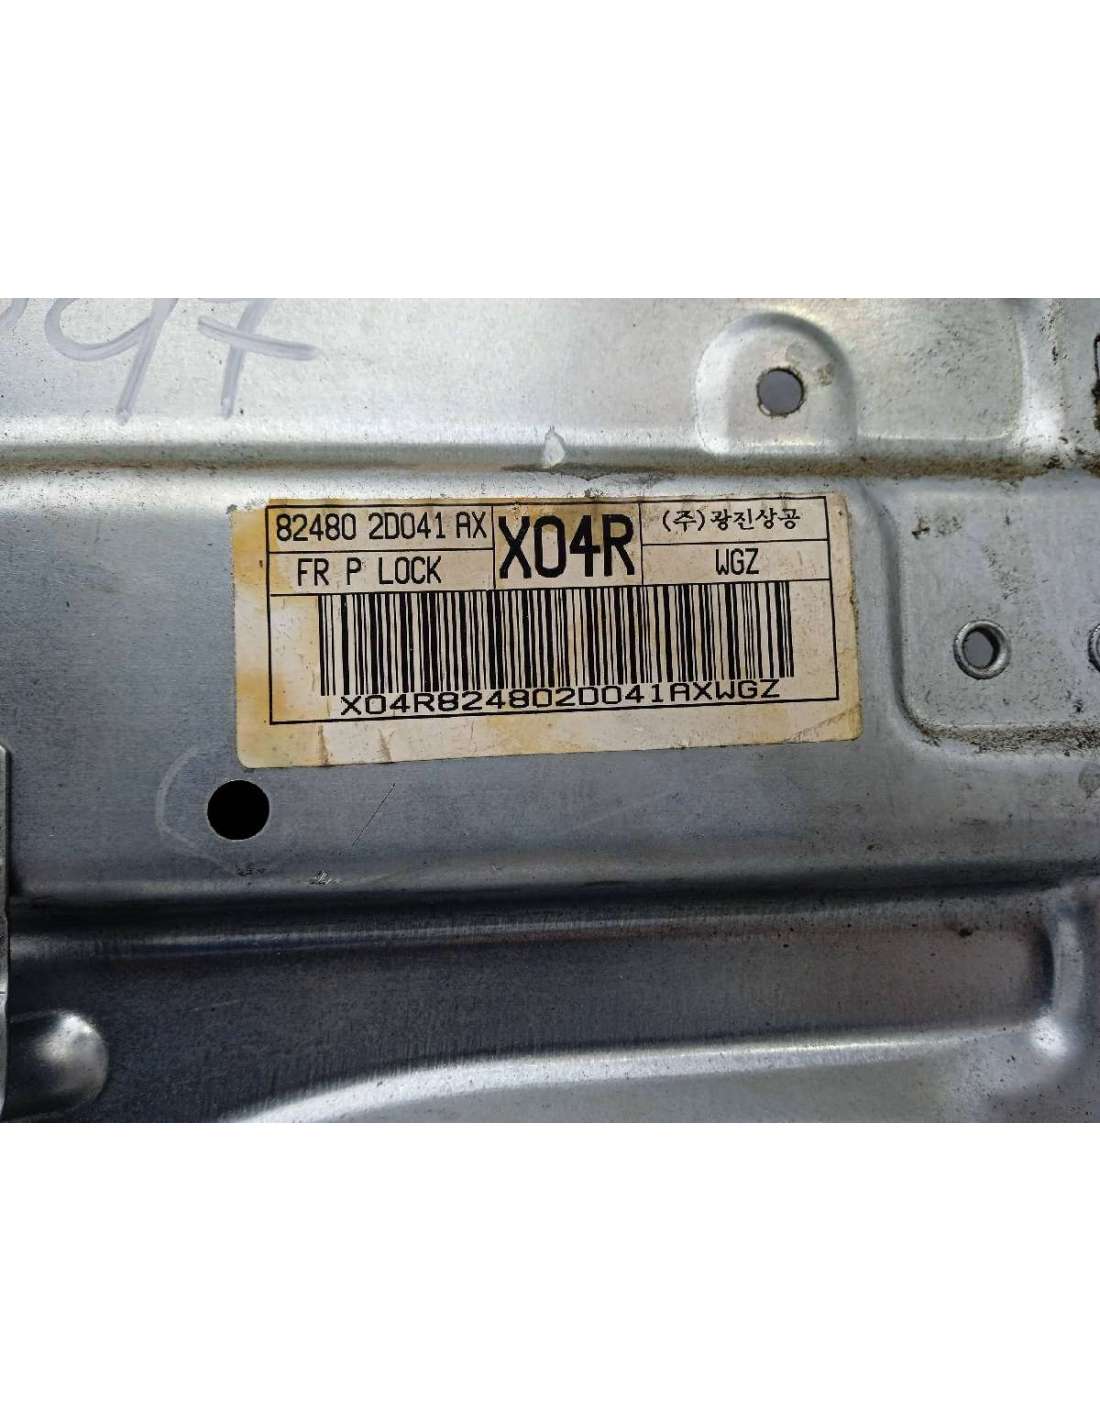 82480 2D041 AX
X04R
(주)광진상공
FR P LOCK
WGZ
X04R824802D041AXWGZ